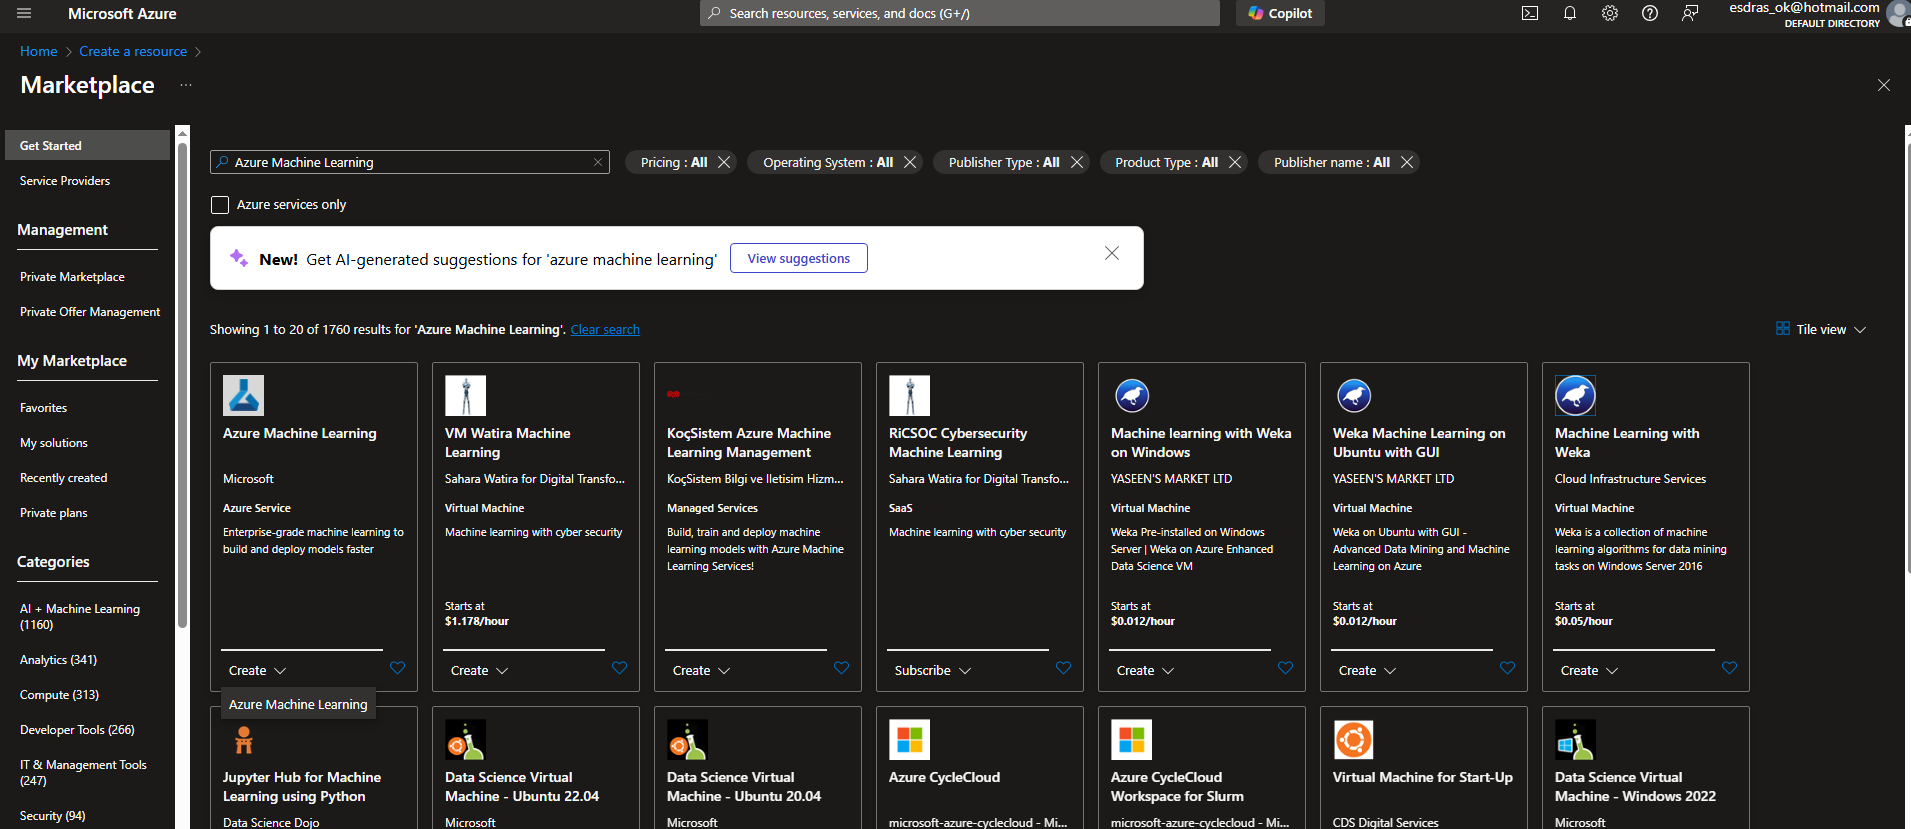 Microsoft Azure
Search resources, services, and docs (G+/)
Copilot
esdras_ok@hotmail.com
DEFAULT DIRECTORY
Home > Create a resource >
Marketplace ...
Get Started
Service Providers
Management
Private Marketplace
Private Offer Management
My Marketplace
Favorites
My solutions
Recently created
Private plans
Categories
AI + Machine Learning
(1160)
Analytics (341)
Compute (313)
Developer Tools (266)
IT & Management Tools
(247)
Security (94)
Azure Machine Learning
Pricing : All
Operating System : All
Publisher Type : All
Product Type : All
Publisher name : All
Azure services only
New! Get AI-generated suggestions for 'azure machine learning'
View suggestions
Showing 1 to 20 of 1760 results for 'Azure Machine Learning'. Clear search
Tile view
Azure Machine Learning
Microsoft
Azure Service
Enterprise-grade machine learning to
build and deploy models faster
Create
VM Watira Machine
Learning
Sahara Watira for Digital Transfo...
Virtual Machine
Machine learning with cyber security
Starts at
$1.178/hour
Create
KoçSistem Azure Machine
Learning Management
KoçSistem Bilgi ve Iletisim Hizm...
Managed Services
Build, train and deploy machine
learning models with Azure Machine
Learning Services!
Create
RiCSOC Cybersecurity
Machine Learning
Sahara Watira for Digital Transfo...
SaaS
Machine learning with cyber security
Subscribe
Machine learning with Weka
on Windows
YASEEN'S MARKET LTD
Virtual Machine
Weka Pre-installed on Windows
Server | Weka on Azure Enhanced
Data Science VM
Starts at
$0.012/hour
Create
Weka Machine Learning on
Ubuntu with GUI
YASEEN'S MARKET LTD
Virtual Machine
Weka on Ubuntu with GUI -
Advanced Data Mining and Machine
Learning on Azure
Starts at
$0.012/hour
Create
Machine Learning with
Weka
Cloud Infrastructure Services
Virtual Machine
Weka is a collection of machine
learning algorithms for data mining
tasks on Windows Server 2016
Starts at
$0.05/hour
Create
Azure Machine Learning
Jupyter Hub for Machine
Learning using Python
Data Science Dojo
Data Science Virtual
Machine - Ubuntu 22.04
Microsoft
Data Science Virtual
Machine - Ubuntu 20.04
Microsoft
Azure CycleCloud
microsoft-azure-cyclecloud - Mi...
Azure CycleCloud
Workspace for Slurm
microsoft-azure-cyclecloud - Mi...
Virtual Machine for Start-Up
CDS Digital Services
Data Science Virtual
Machine - Windows 2022
Microsoft